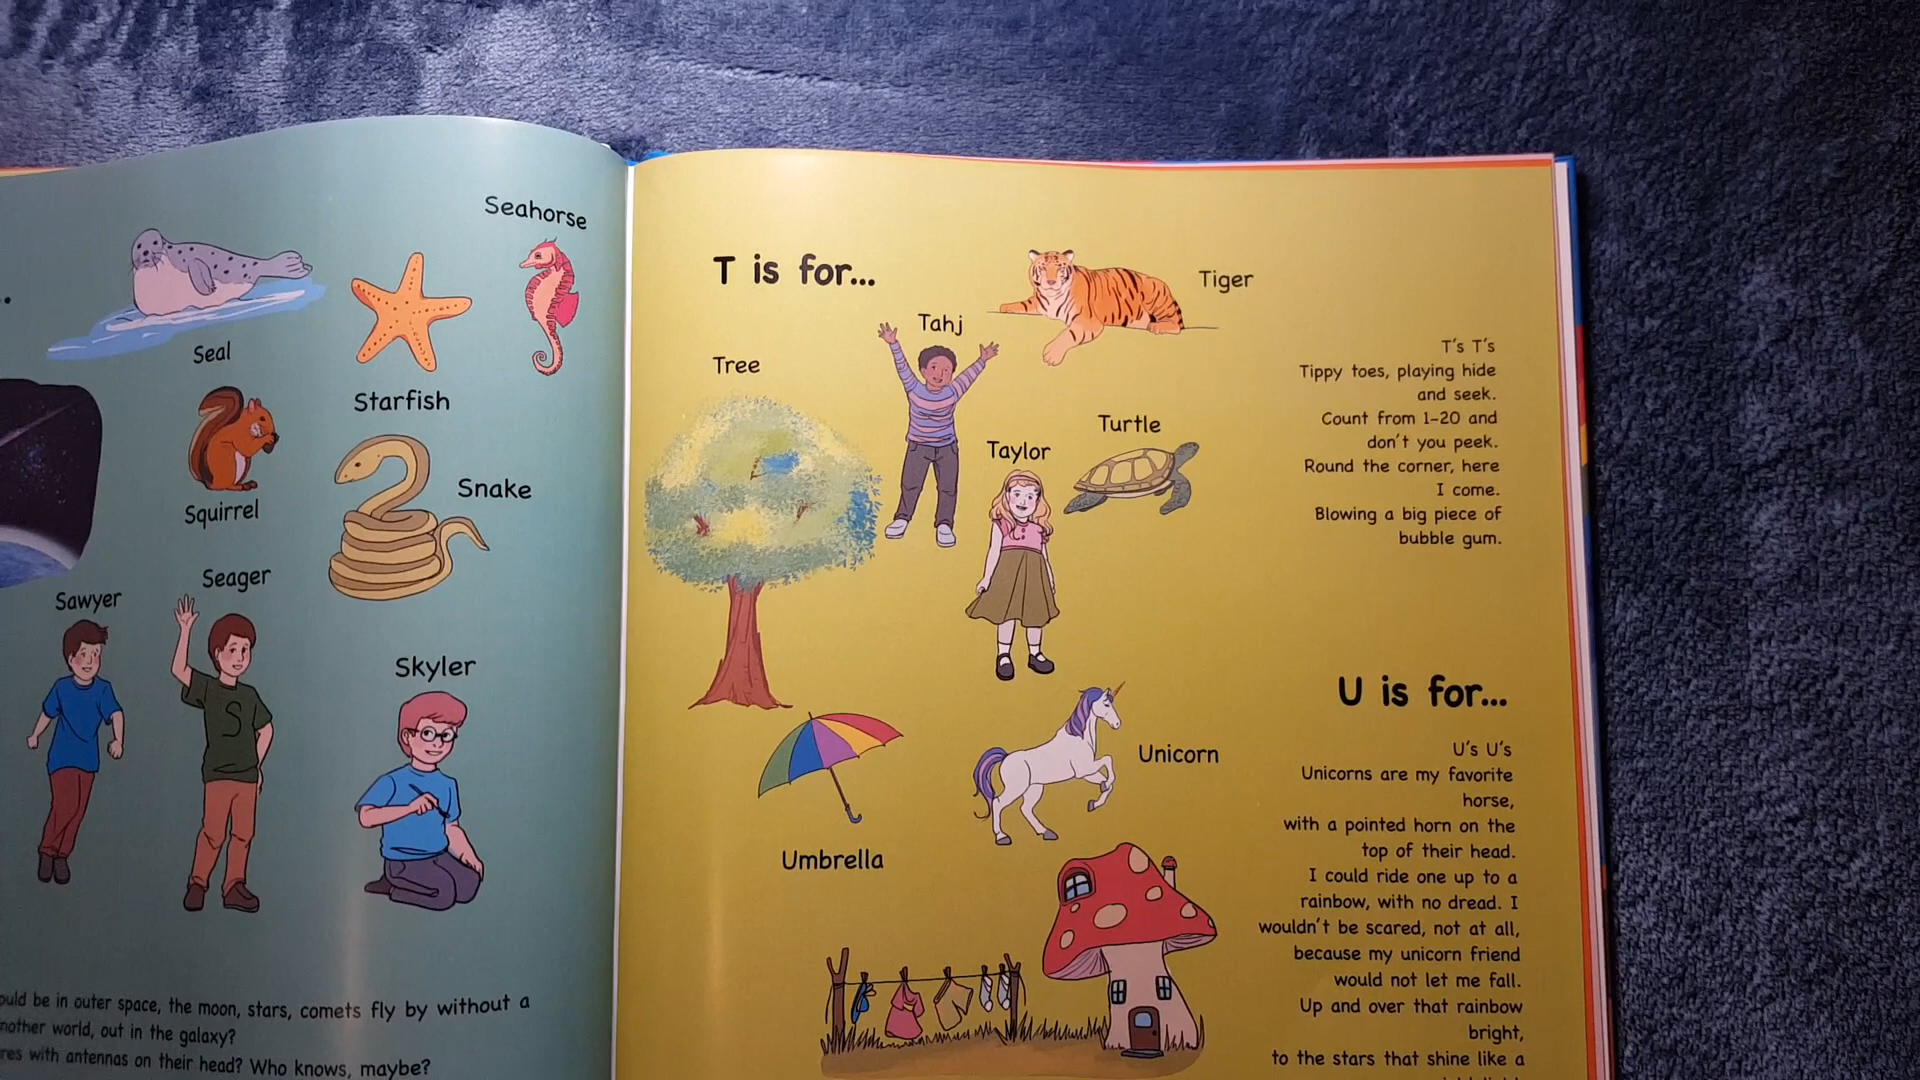 Seahorse
Seal
Starfish
Squirrel
Snake
Sawyer
Seager
Skyler
S
be in outer space, the moon, stars, comets fly by without a
world, out in the galaxy?
with antennas on their head? Who knows, maybe?
T is for...
Tiger
Tahj
Tree
Turtle
Taylor
T's T's
Tippy toes, playing hide
and seek.
Count from 1-20 and
don't you peek.
Round the corner, here
I come.
Blowing a big piece of
bubble gum.
U is for...
Unicorn
Umbrella
U's U's
Unicorns are my favorite
horse,
with a pointed horn on the
top of their head.
I could ride one up to a
rainbow, with no dread. I
wouldn't be scared, not at all,
because my unicorn friend
would not let me fall.
Up and over that rainbow
bright,
to the stars that shine like a